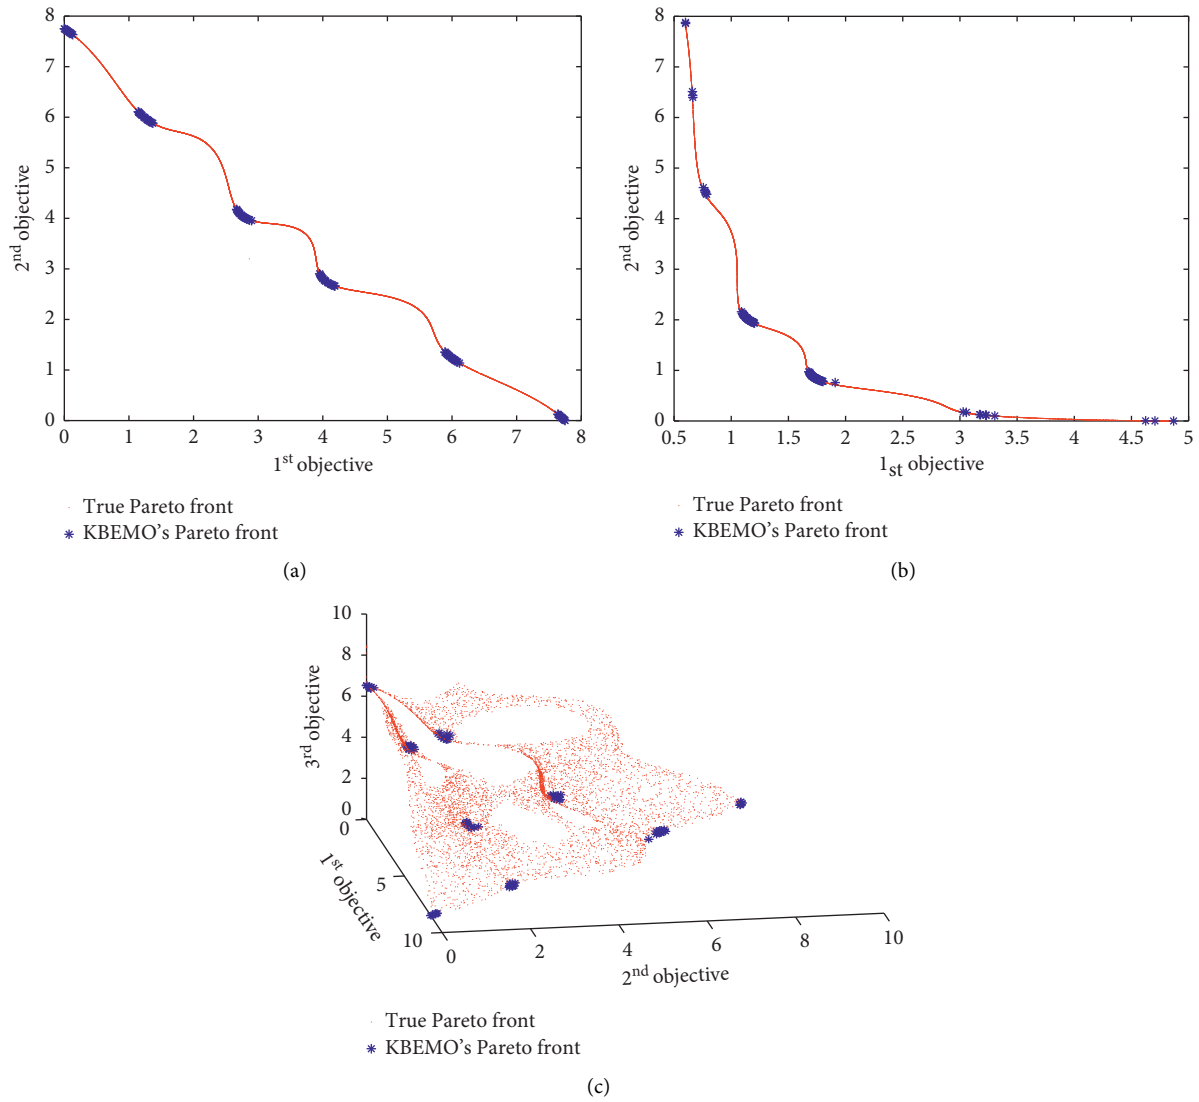 8
7
6
5
4
3
2
1
0
2nd objective
0 1 2 3 4 5 6 7 8
1st objective
True Pareto front
KBEMO's Pareto front
(a)
8
7
6
5
4
3
2
1
0
2nd objective
0.5 1 1.5 2 2.5 3 3.5 4 4.5 5
1st objective
True Pareto front
KBEMO's Pareto front
(b)
10
8
6
4
2
0
3rd objective
0
5
10
1st objective
0 2 4 6 8 10
2nd objective
True Pareto front
KBEMO's Pareto front
(c)